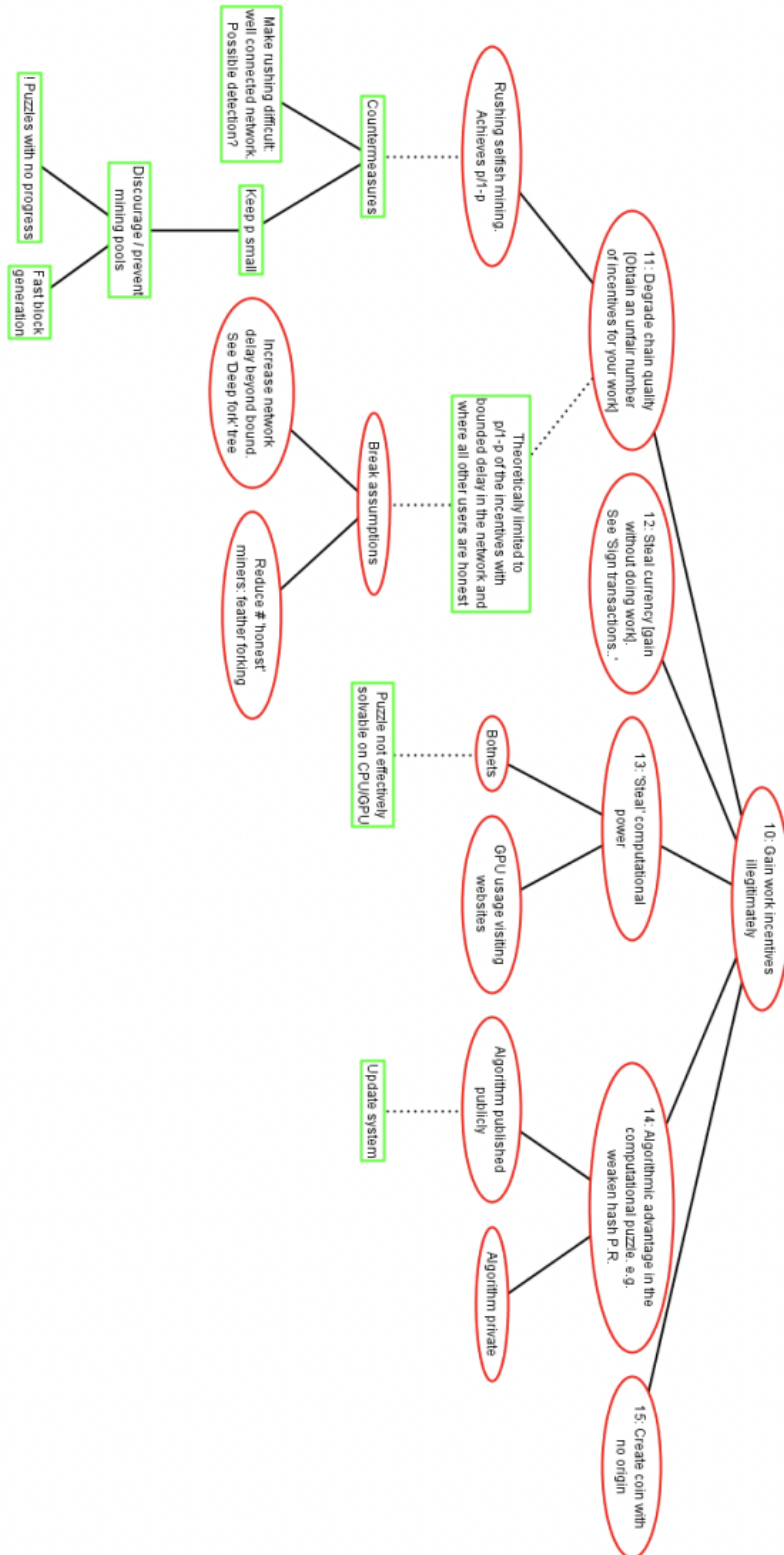 10: Gain work incentives
illegitimately
11: Degrade chain quality
[Obtain an unfair number
of incentives for your work]
12: Steal currency [gain
without doing work].
See 'Sign transactions..'
13: 'Steal' computational
power
14: Algorithmic advantage in the
computational puzzle. e.g.
weaken hash P.R.
15: Create coin with
no origin
Rushing selfish mining.
Achieves p/1-p
Theoretically limited to
p/1-p of the incentives with
bounded delay in the network and
where all other users are honest
Botnets
GPU usage visiting
websites
Algorithm published
publicly
Algorithm private
Countermeasures
Break assumptions
Puzzle not effectively
solvable on CPU/GPU
Update system
Make rushing difficult:
well connected network.
Possible detection?
Keep p small
Increase network
delay beyond bound.
See 'Deep fork' tree
Reduce # 'honest'
miners: feather forking
Discourage / prevent
mining pools
! Puzzles with no progress
Fast block
generation